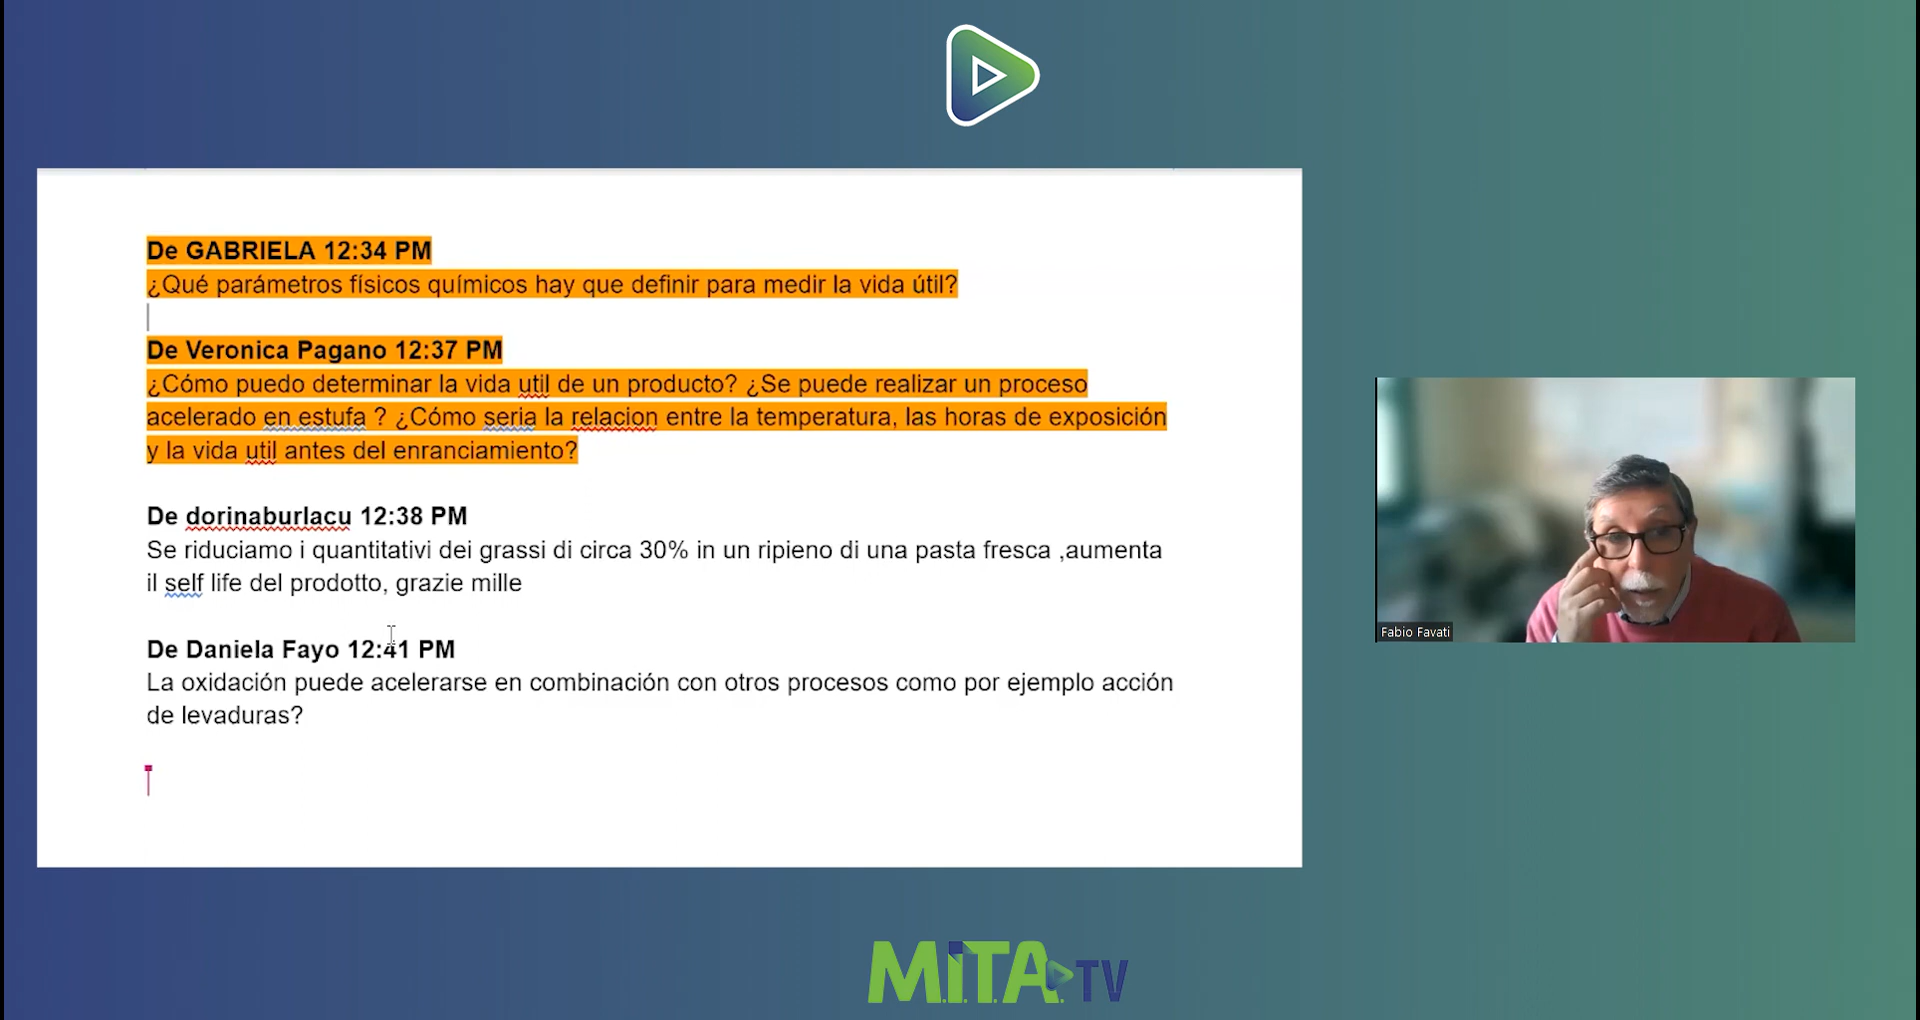 De GABRIELA 12:34 PM
¿Qué parámetros físicos químicos hay que definir para medir la vida útil?
De Veronica Pagano 12:37 PM
¿Cómo puedo determinar la vida util de un producto? ¿Se puede realizar un proceso
acelerado en estufa ? ¿Cómo seria la relacion entre la temperatura, las horas de exposición
y la vida util antes del enranciamiento?
De dorinaburlacu 12:38 PM
Se riduciamo i quantitativi dei grassi di circa 30% in un ripieno di una pasta fresca ,aumenta
il self life del prodotto, grazie mille
De Daniela Fayo 12:41 PM
La oxidación puede acelerarse en combinación con otros procesos como por ejemplo acción
de levaduras?
Fabio Favati
M.I.T.A. TV